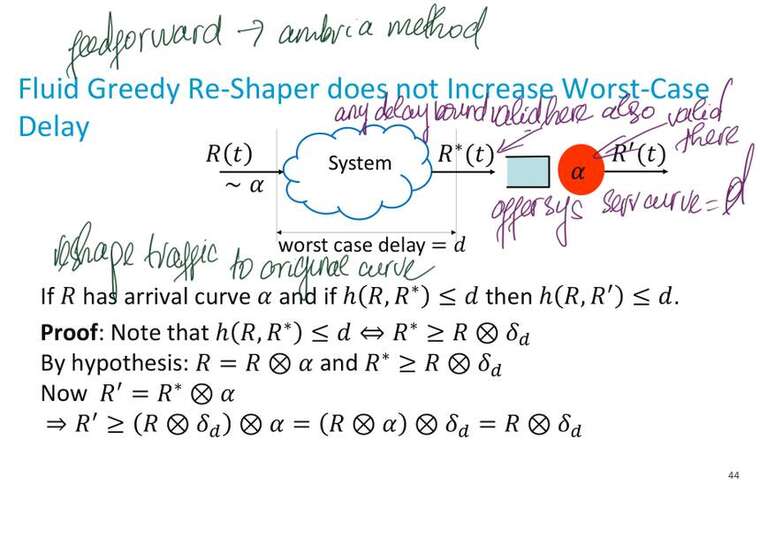 feedforward → ambria method
Fluid Greedy Re-Shaper does not Increase Worst-Case
Delay
any delay bound valid here also valid there
R(t)
~ α
System
R*(t)
α
R′(t)
offer sys serv curve = d
worst case delay = d
reshape traffic to original curve
If R has arrival curve α and if h(R, R*) ≤ d then h(R, R′) ≤ d.
Proof: Note that h(R, R*) ≤ d ⇔ R* ≥ R ⊗ δ_d
By hypothesis: R = R ⊗ α and R* ≥ R ⊗ δ_d
Now R′ = R* ⊗ α
⇒ R′ ≥ (R ⊗ δ_d) ⊗ α = (R ⊗ α) ⊗ δ_d = R ⊗ δ_d
44